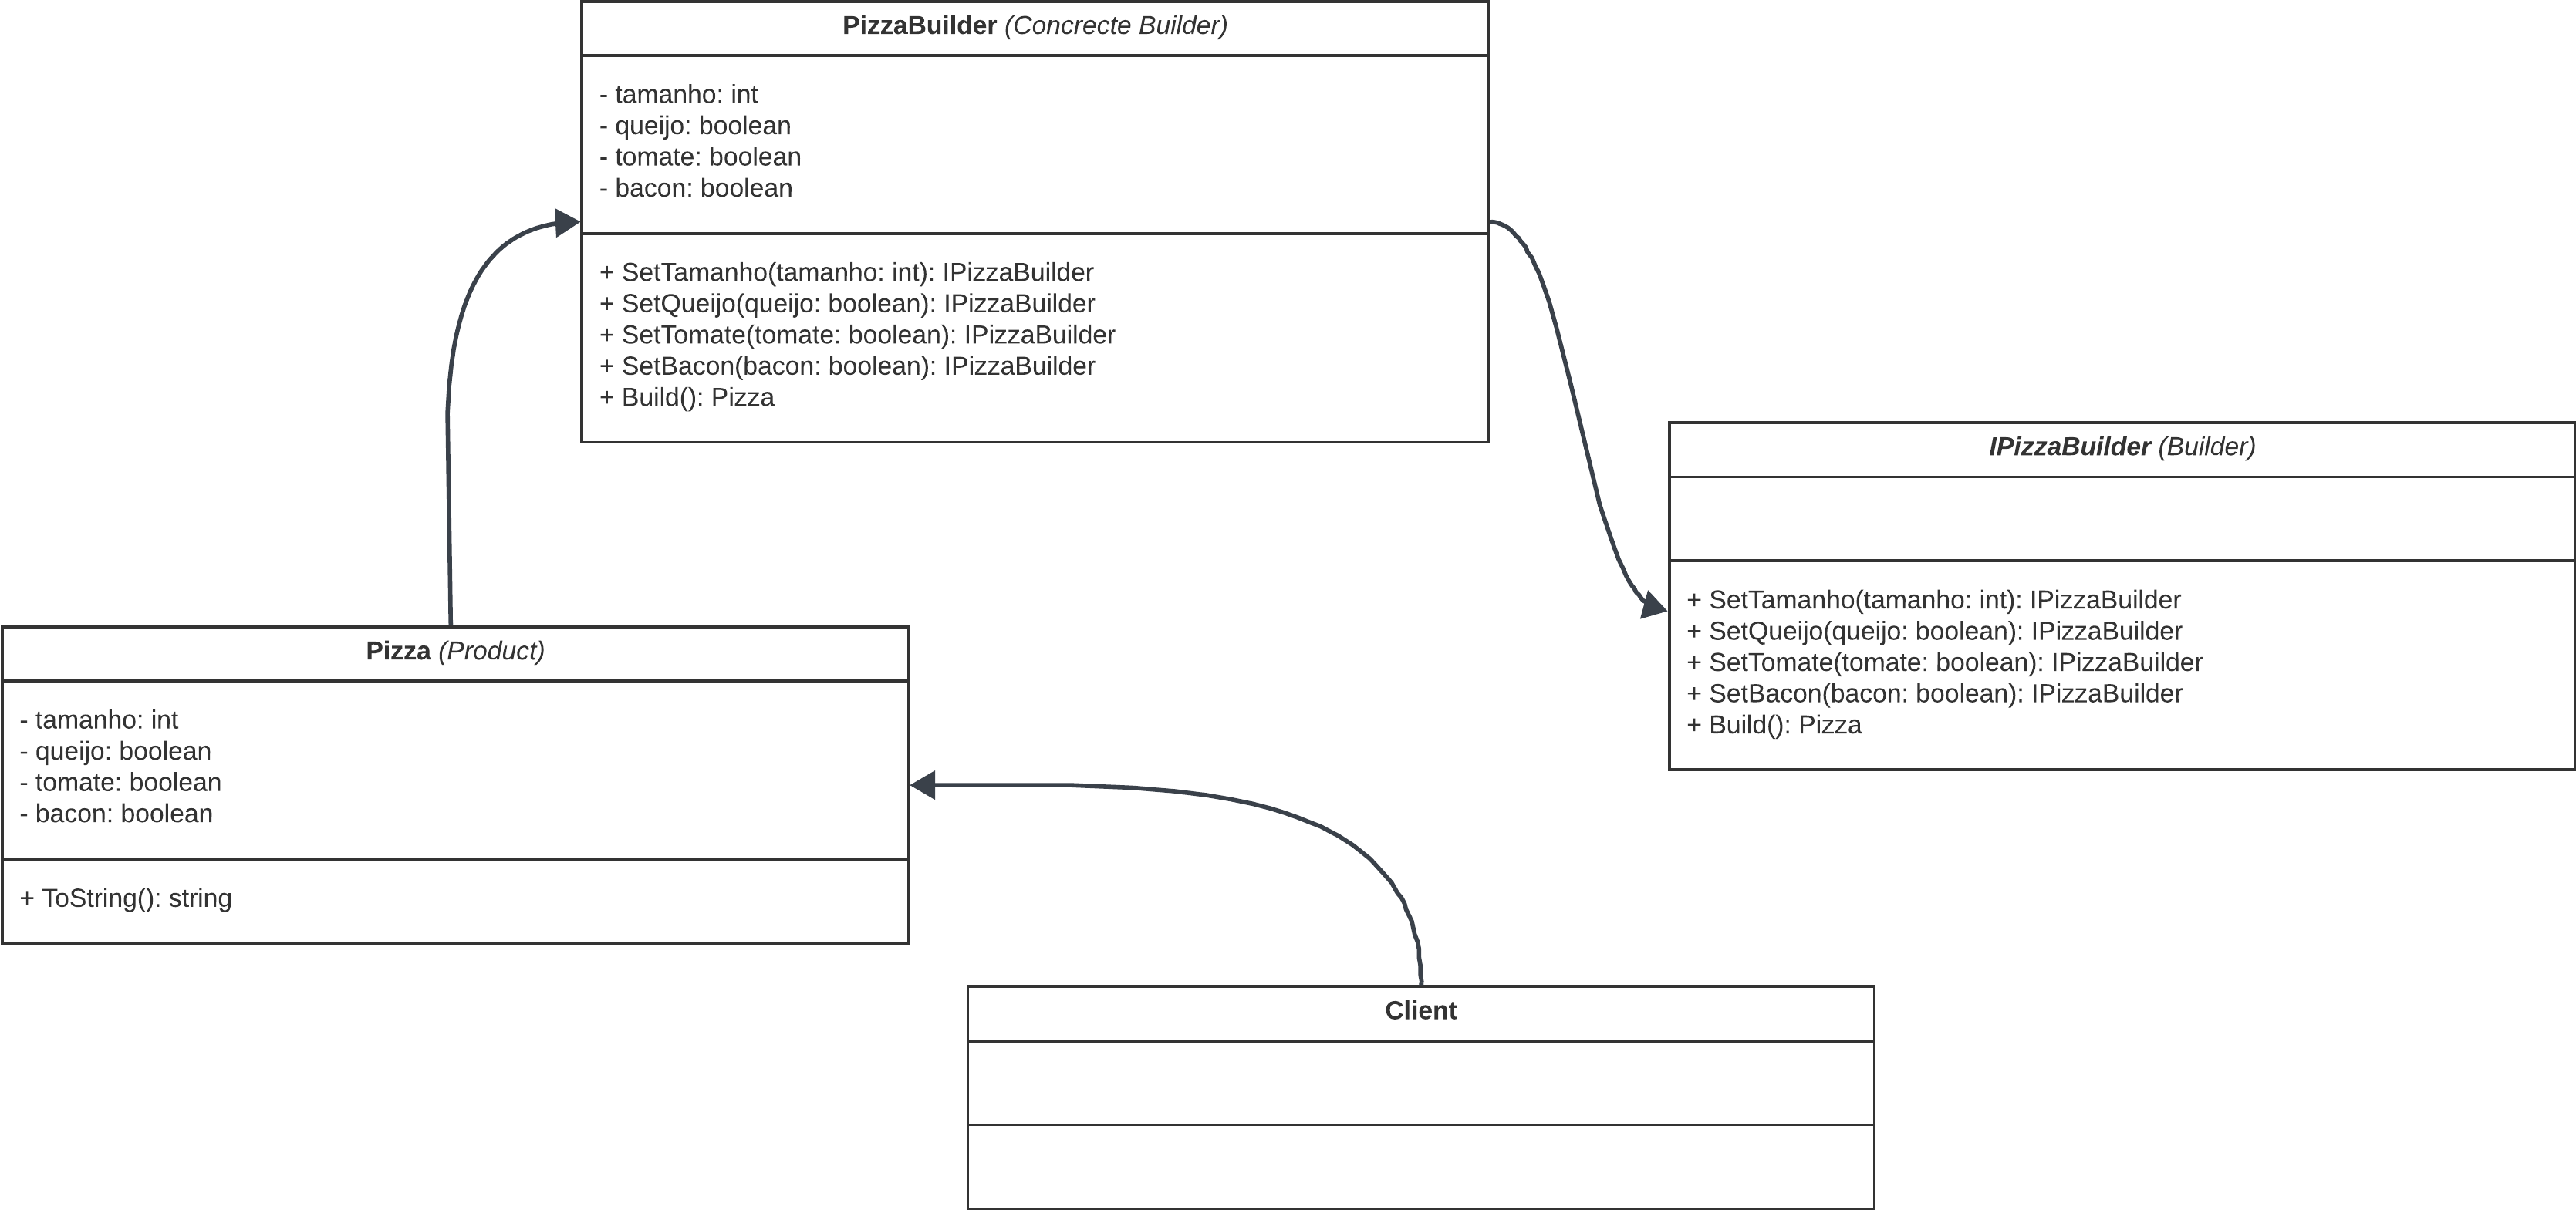 PizzaBuilder (Concrecte Builder)
- tamanho: int
- queijo: boolean
- tomate: boolean
- bacon: boolean
+ SetTamanho(tamanho: int): IPizzaBuilder
+ SetQueijo(queijo: boolean): IPizzaBuilder
+ SetTomate(tomate: boolean): IPizzaBuilder
+ SetBacon(bacon: boolean): IPizzaBuilder
+ Build(): Pizza
IPizzaBuilder (Builder)
+ SetTamanho(tamanho: int): IPizzaBuilder
+ SetQueijo(queijo: boolean): IPizzaBuilder
+ SetTomate(tomate: boolean): IPizzaBuilder
+ SetBacon(bacon: boolean): IPizzaBuilder
+ Build(): Pizza
Pizza (Product)
- tamanho: int
- queijo: boolean
- tomate: boolean
- bacon: boolean
+ ToString(): string
Client